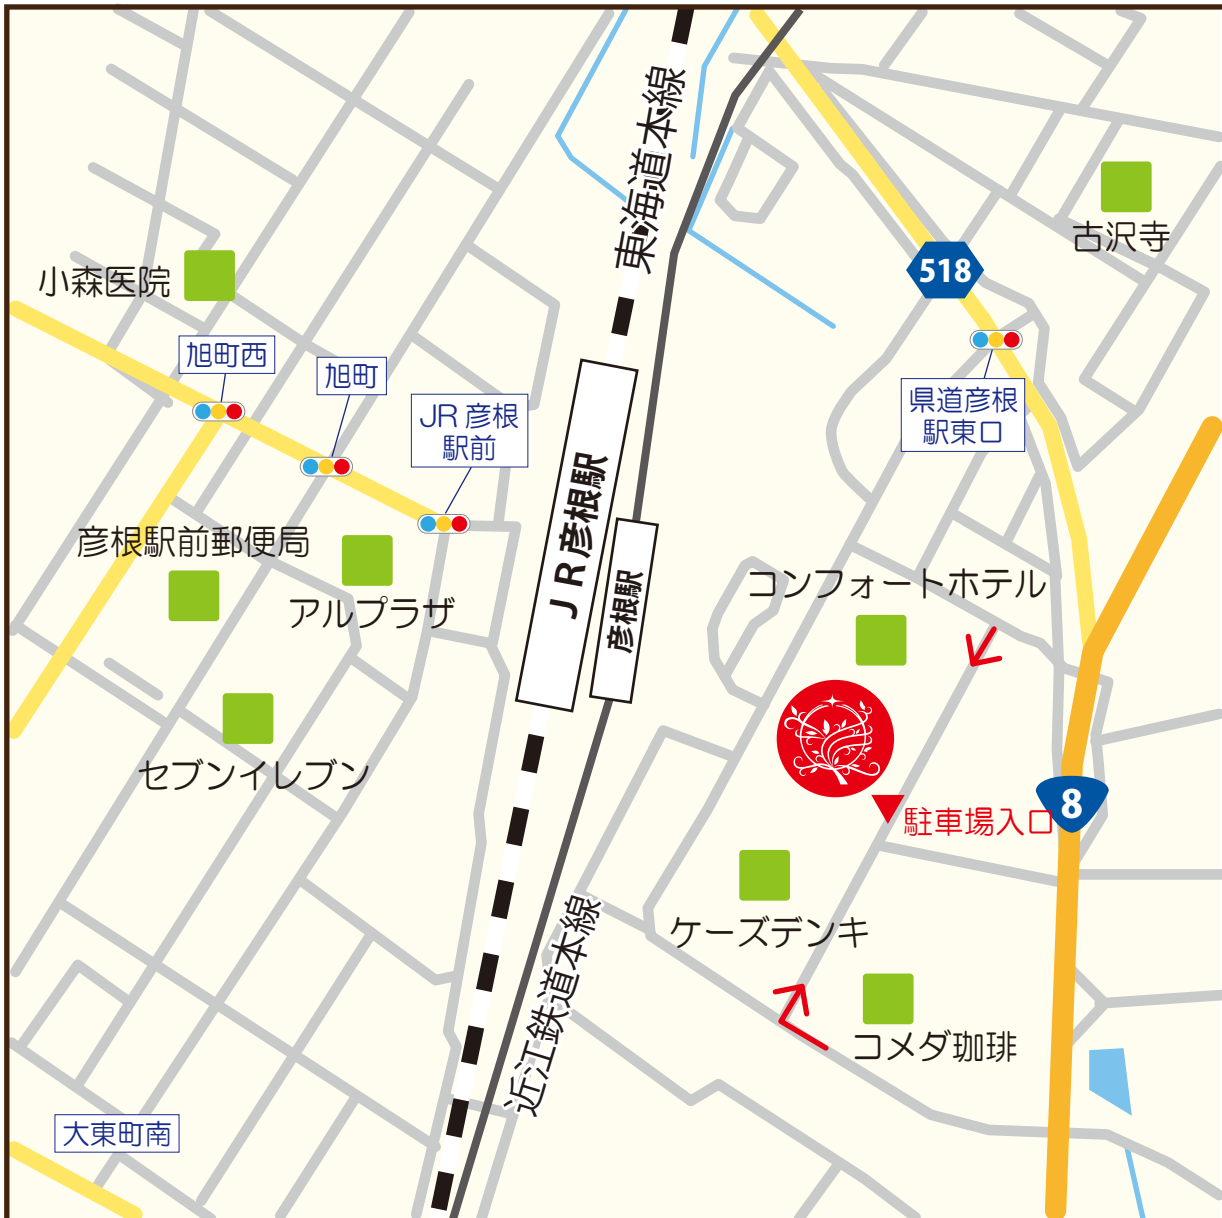 東海道本線
古沢寺
518
小森医院
旭町西
旭町
JR 彦根
駅前
県道彦根
駅東口
JR彦根駅
彦根駅前郵便局
アルプラザ
彦根駅
コンフォートホテル
セブンイレブン
8
駐車場入口
ケーズデンキ
近江鉄道本線
コメダ珈琲
大東町南